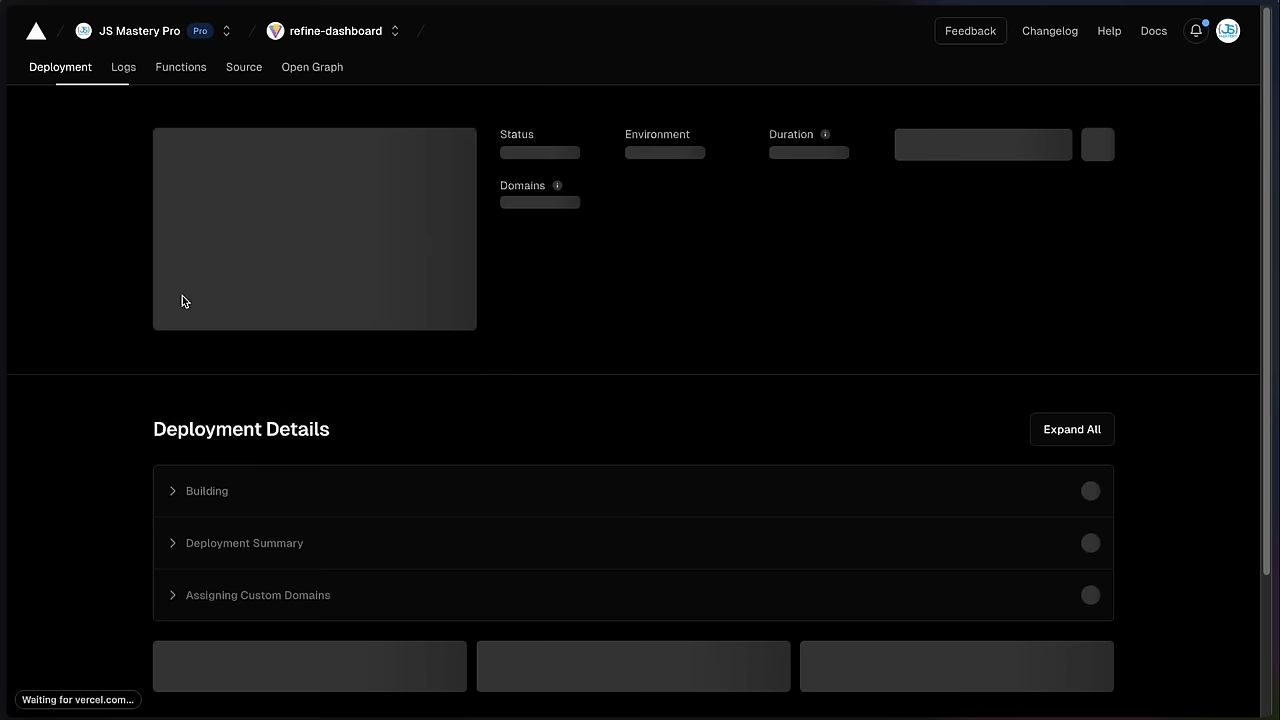 JS Mastery Pro Pro refine-dashboard Feedback Changelog Help Docs
Deployment Logs Functions Source Open Graph
Status Environment Duration
Domains
Deployment Details Expand All
Building
Deployment Summary
Assigning Custom Domains
Waiting for vercel.com...